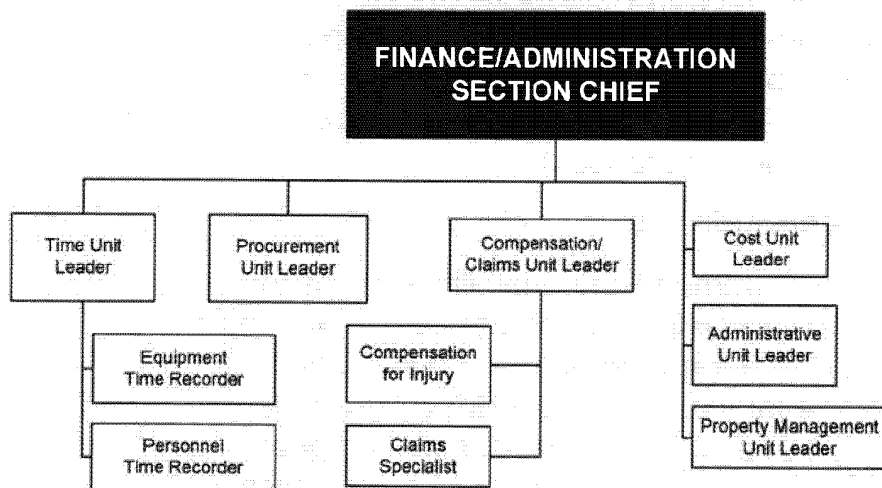 FINANCE/ADMINISTRATION
SECTION CHIEF
Time Unit
Leader
Procurement
Unit Leader
Compensation/
Claims Unit Leader
Cost Unit
Leader
Equipment
Time Recorder
Compensation
for Injury
Administrative
Unit Leader
Personnel
Time Recorder
Claims
Specialist
Property Management
Unit Leader